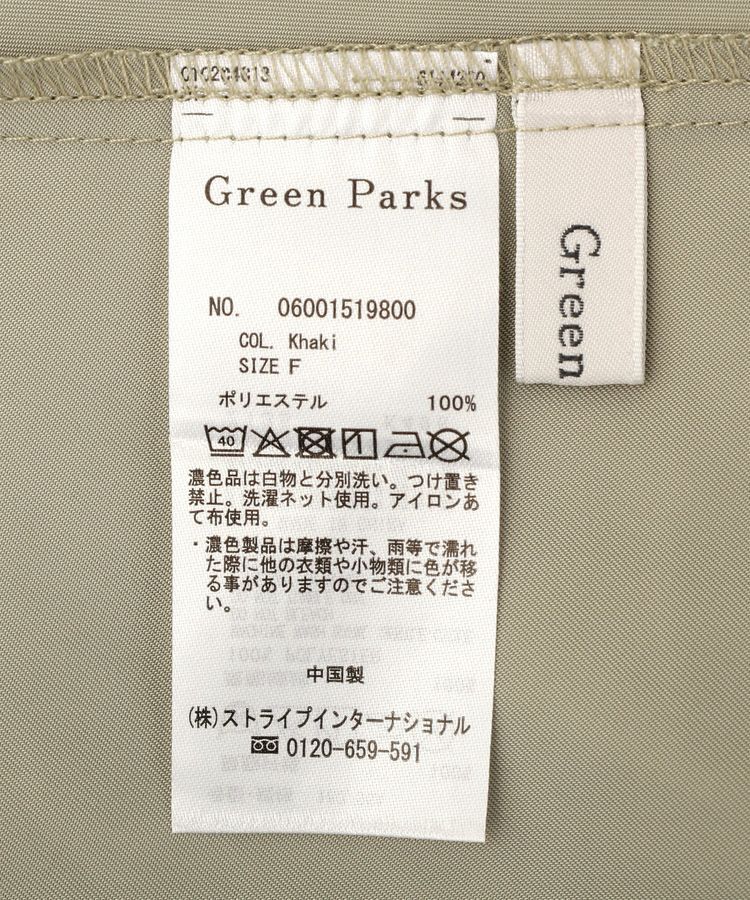 010284813
Green Parks
NO. 06001519800
COL. Khaki
SIZE F
ポリエステル 100%
40
濃色品は白物と分別洗い。つけ置き
禁止。洗濯ネット使用。アイロンあ
て布使用。
・濃色製品は摩擦や汗、雨等で濡れ
た際に他の衣類や小物類に色が移
る事がありますのでご注意くださ
い。
中国製
(株)ストライプインターナショナル
0120-659-591
Green